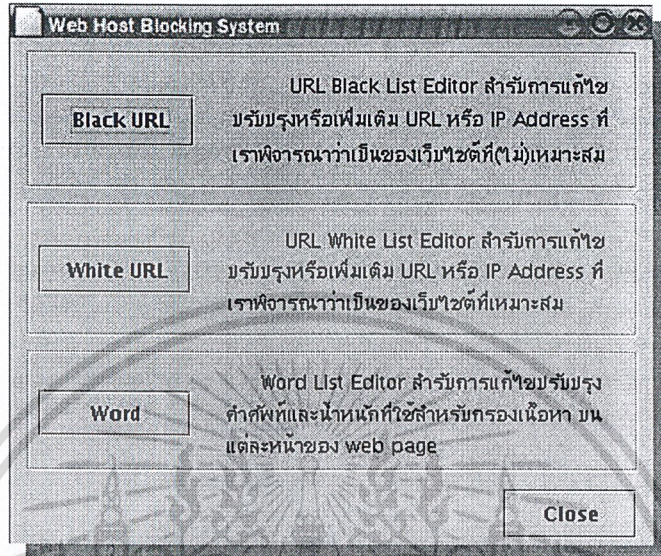 Web Host Blocking System
Black URL
URL Black List Editor สำรับการแก้ไข
ปรับปรุงหรือเพิ่มเติม URL หรือ IP Address ที่
เราพิจารณาว่าเป็นของเว็บไซต์ที่(ไม่)เหมาะสม
White URL
URL White List Editor สำรับการแก้ไข
ปรับปรุงหรือเพิ่มเติม URL หรือ IP Address ที่
เราพิจารณาว่าเป็นของเว็บไซต์ที่เหมาะสม
Word
Word List Editor สำรับการแก้ไขปรับปรุง
คำศัพท์และน้ำหนักที่ใช้สำหรับกรองเนื้อหา บน
แต่ละหน้าของ web page
Close